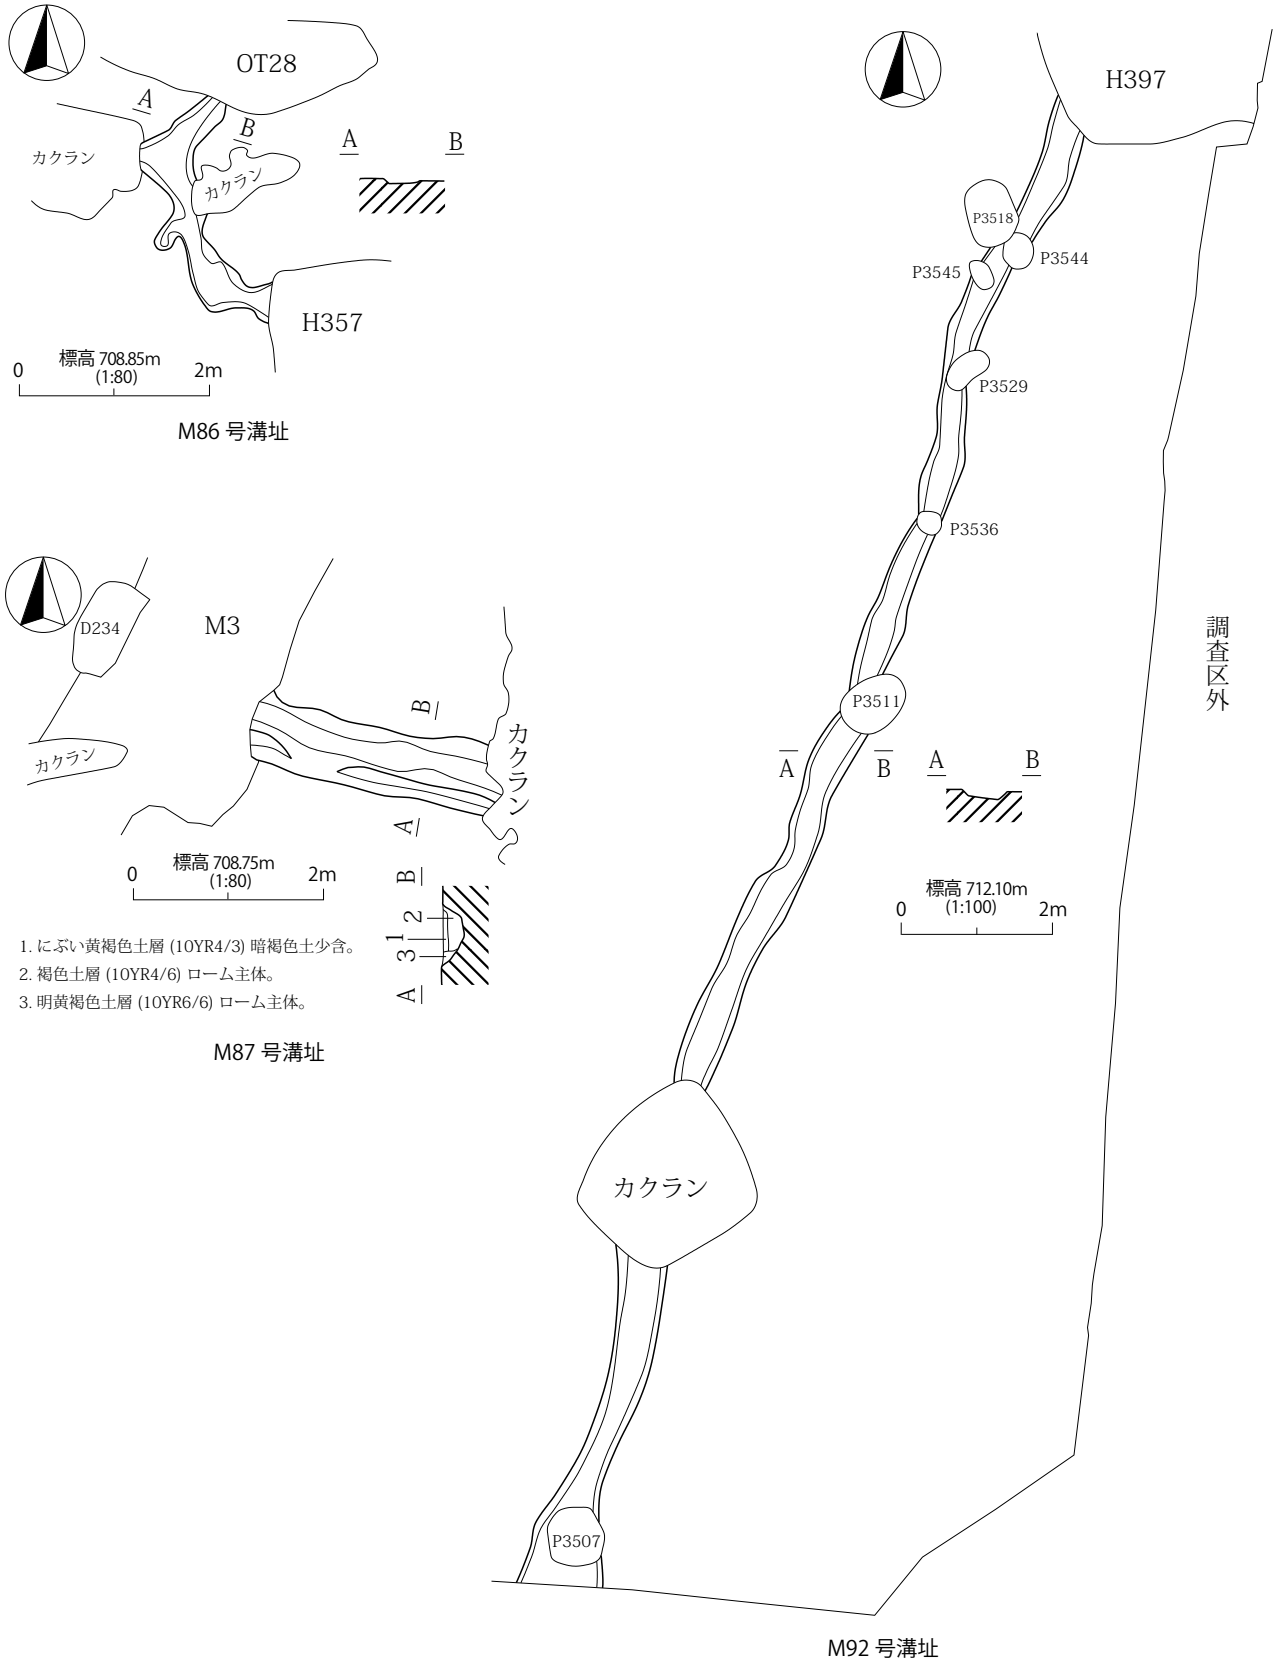 OT28
A
B
カクラン
カクラン
A B
H357
標高 708.85m
0 (1:80) 2m
M86 号溝址
D234
M3
カクラン
B
カクラン
A
標高 708.75m
0 (1:80) 2m
B
2
1
3
A
1. にぶい黄褐色土層 (10YR4/3) 暗褐色土少含。
2. 褐色土層 (10YR4/6) ローム主体。
3. 明黄褐色土層 (10YR6/6) ローム主体。
M87 号溝址
H397
P3518
P3544
P3545
P3529
P3536
調査区外
P3511
A B
A B
標高 712.10m
0 (1:100) 2m
カクラン
P3507
M92 号溝址